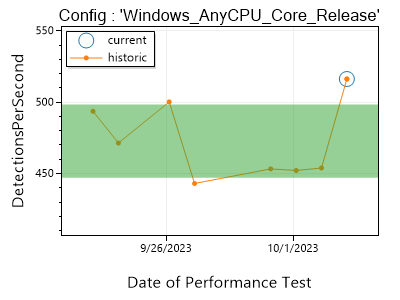 Config : 'Windows_AnyCPU_Core_Release'
current
historic
DetectionsPerSecond
550
500
450
9/26/2023
10/1/2023
Date of Performance Test